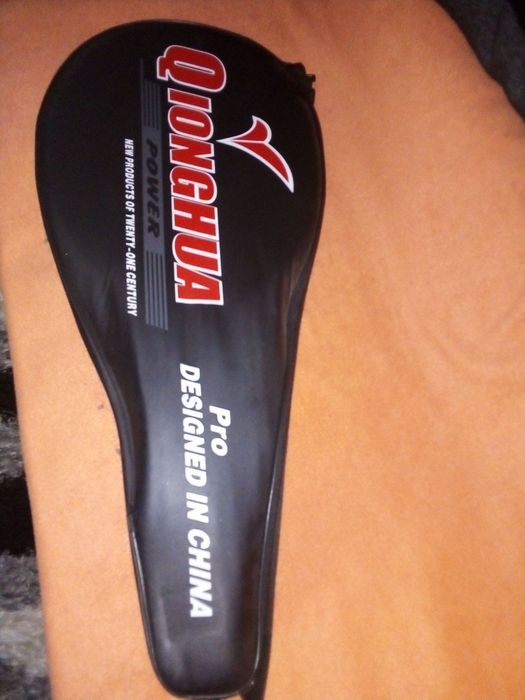 QIONGHUA
POWER
NEW PRODUCTS OF TWENTY-ONE CENTURY
Pro
DESIGNED IN CHINA